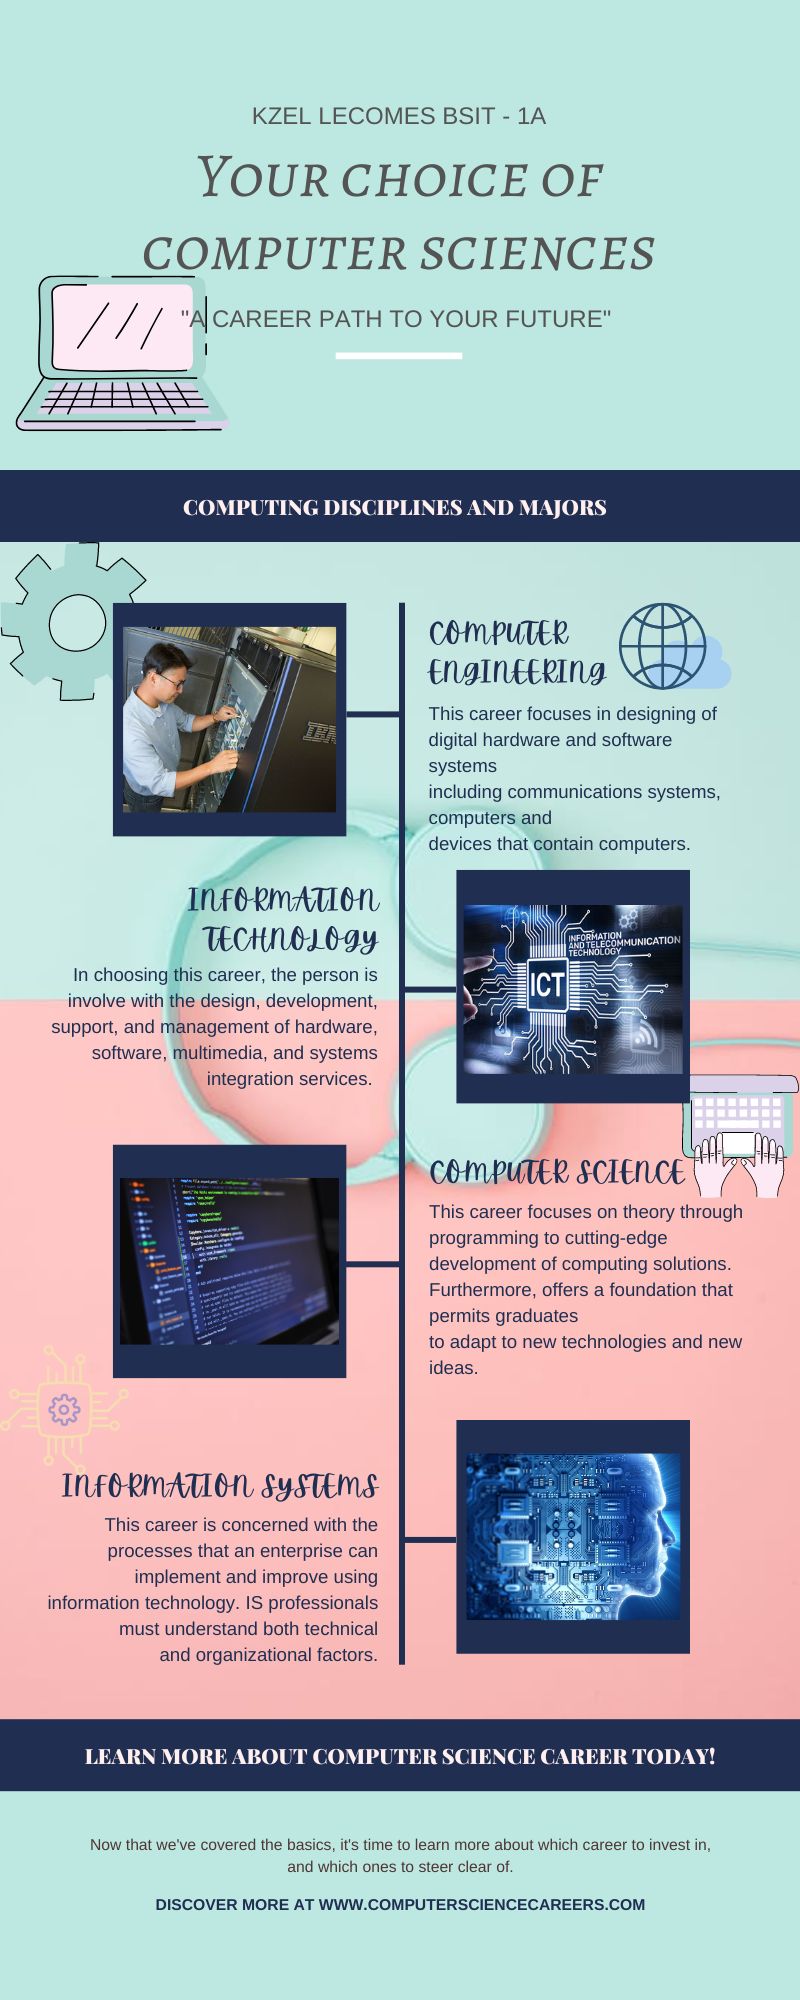 KZEL LECOMES BSIT - 1A
YOUR CHOICE OF
COMPUTER SCIENCES
"A CAREER PATH TO YOUR FUTURE"
COMPUTING DISCIPLINES AND MAJORS
IBM
COMPUTER
ENGINEERING
This career focuses in designing of
digital hardware and software
systems
including communications systems,
computers and
devices that contain computers.
INFORMATION
TECHNOLOGY
In choosing this career, the person is
involve with the design, development,
support, and management of hardware,
software, multimedia, and systems
integration services.
INFORMATION
AND TELECOMMUNICATION
TECHNOLOGY
ICT
COMPUTER SCIENCE
This career focuses on theory through
programming to cutting-edge
development of computing solutions.
Furthermore, offers a foundation that
permits graduates
to adapt to new technologies and new
ideas.
INFORMATION SYSTEMS
This career is concerned with the
processes that an enterprise can
implement and improve using
information technology. IS professionals
must understand both technical
and organizational factors.
LEARN MORE ABOUT COMPUTER SCIENCE CAREER TODAY!
Now that we've covered the basics, it's time to learn more about which career to invest in,
and which ones to steer clear of.
DISCOVER MORE AT WWW.COMPUTERSCIENCECAREERS.COM